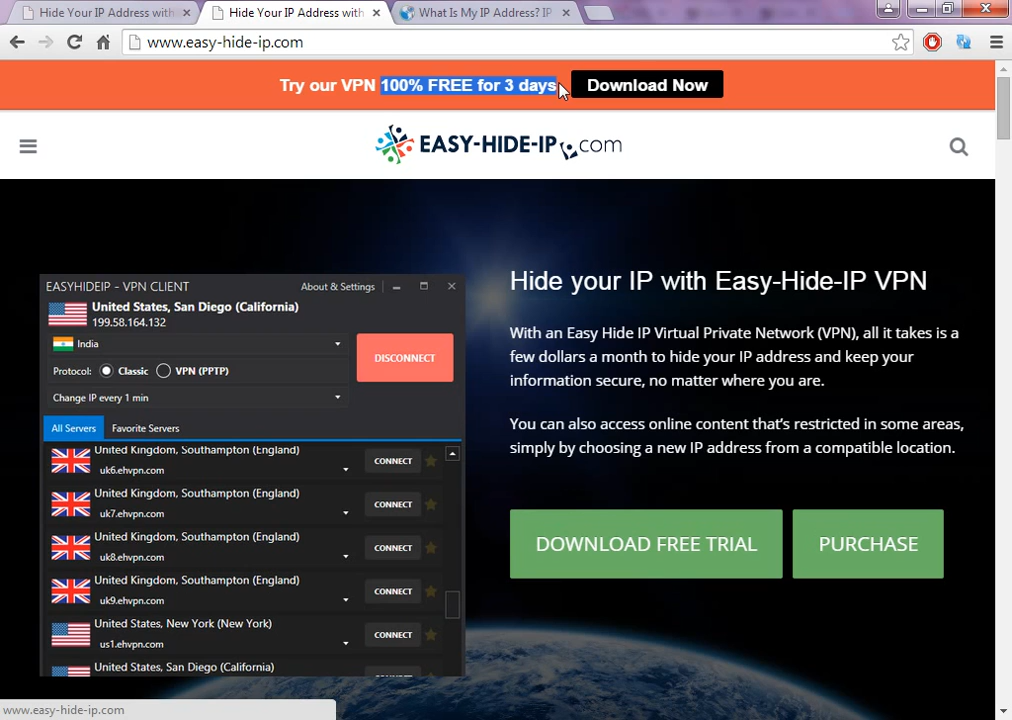 Hide Your IP Address with
Hide Your IP Address with
What Is My IP Address? IP
www.easy-hide-ip.com
Try our VPN 100% FREE for 3 days
Download Now
EASY-HIDE-IP.com
EASYHIDEIP - VPN CLIENT
About & Settings
United States, San Diego (California)
199.58.164.132
India
DISCONNECT
Protocol: Classic VPN (PPTP)
Change IP every 1 min
All Servers
Favorite Servers
United Kingdom, Southampton (England)
uk6.ehvpn.com
CONNECT
United Kingdom, Southampton (England)
uk7.ehvpn.com
CONNECT
United Kingdom, Southampton (England)
uk8.ehvpn.com
CONNECT
United Kingdom, Southampton (England)
uk9.ehvpn.com
CONNECT
United States, New York (New York)
us1.ehvpn.com
CONNECT
United States, San Diego (California)
Hide your IP with Easy-Hide-IP VPN
With an Easy Hide IP Virtual Private Network (VPN), all it takes is a
few dollars a month to hide your IP address and keep your
information secure, no matter where you are.
You can also access online content that's restricted in some areas,
simply by choosing a new IP address from a compatible location.
DOWNLOAD FREE TRIAL
PURCHASE
www.easy-hide-ip.com